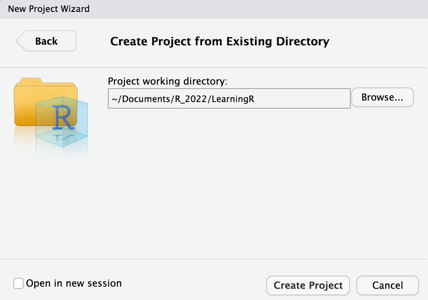 New Project Wizard
Back
Create Project from Existing Directory
R
Project working directory:
~/Documents/R_2022/LearningR
Browse...
Open in new session
Create Project
Cancel